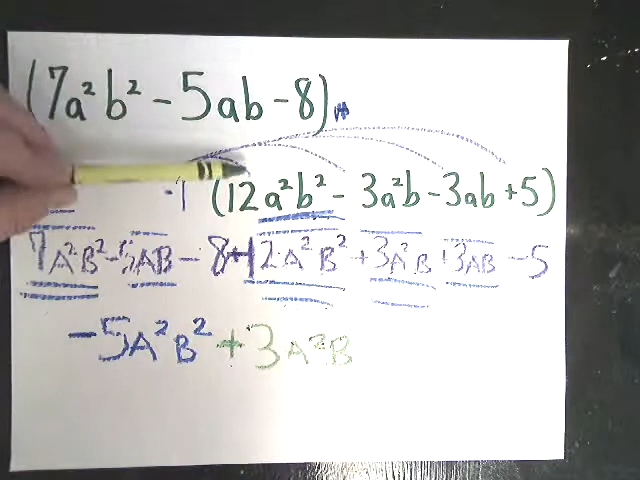 (7a²b² - 5ab - 8)
-1 (12a²b² - 3a²b - 3ab + 5)
7A²B² - 5AB - 8 + -12A²B² + 3A²B + 3AB - 5
-5A²B² + 3A²B